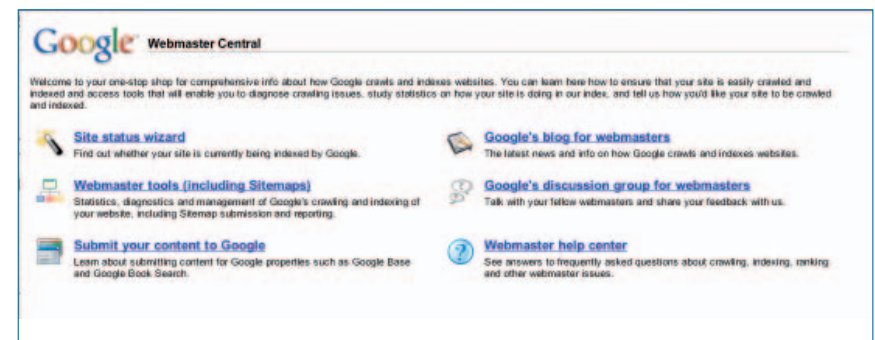 Google Webmaster Central
Welcome to your one-stop shop for comprehensive info about how Google crawls and indexes websites. You can learn here how to ensure that your site is easily crawled and
indexed and access tools that will enable you to diagnose crawling issues, study statistics on how your site is doing in our index, and tell us how you'd like your site to be crawled
and indexed.
Site status wizard
Find out whether your site is currently being indexed by Google.
Webmaster tools (including Sitemaps)
Statistics, diagnostics and management of Google's crawling and indexing of
your website, including Sitemap submission and reporting.
Submit your content to Google
Learn about submitting content for Google properties such as Google Base
and Google Book Search.
Google's blog for webmasters
The latest news and info on how Google crawls and indexes websites.
Google's discussion group for webmasters
Talk with your fellow webmasters and share your feedback with us.
Webmaster help center
See answers to frequently asked questions about crawling, indexing, ranking
and other webmaster issues.